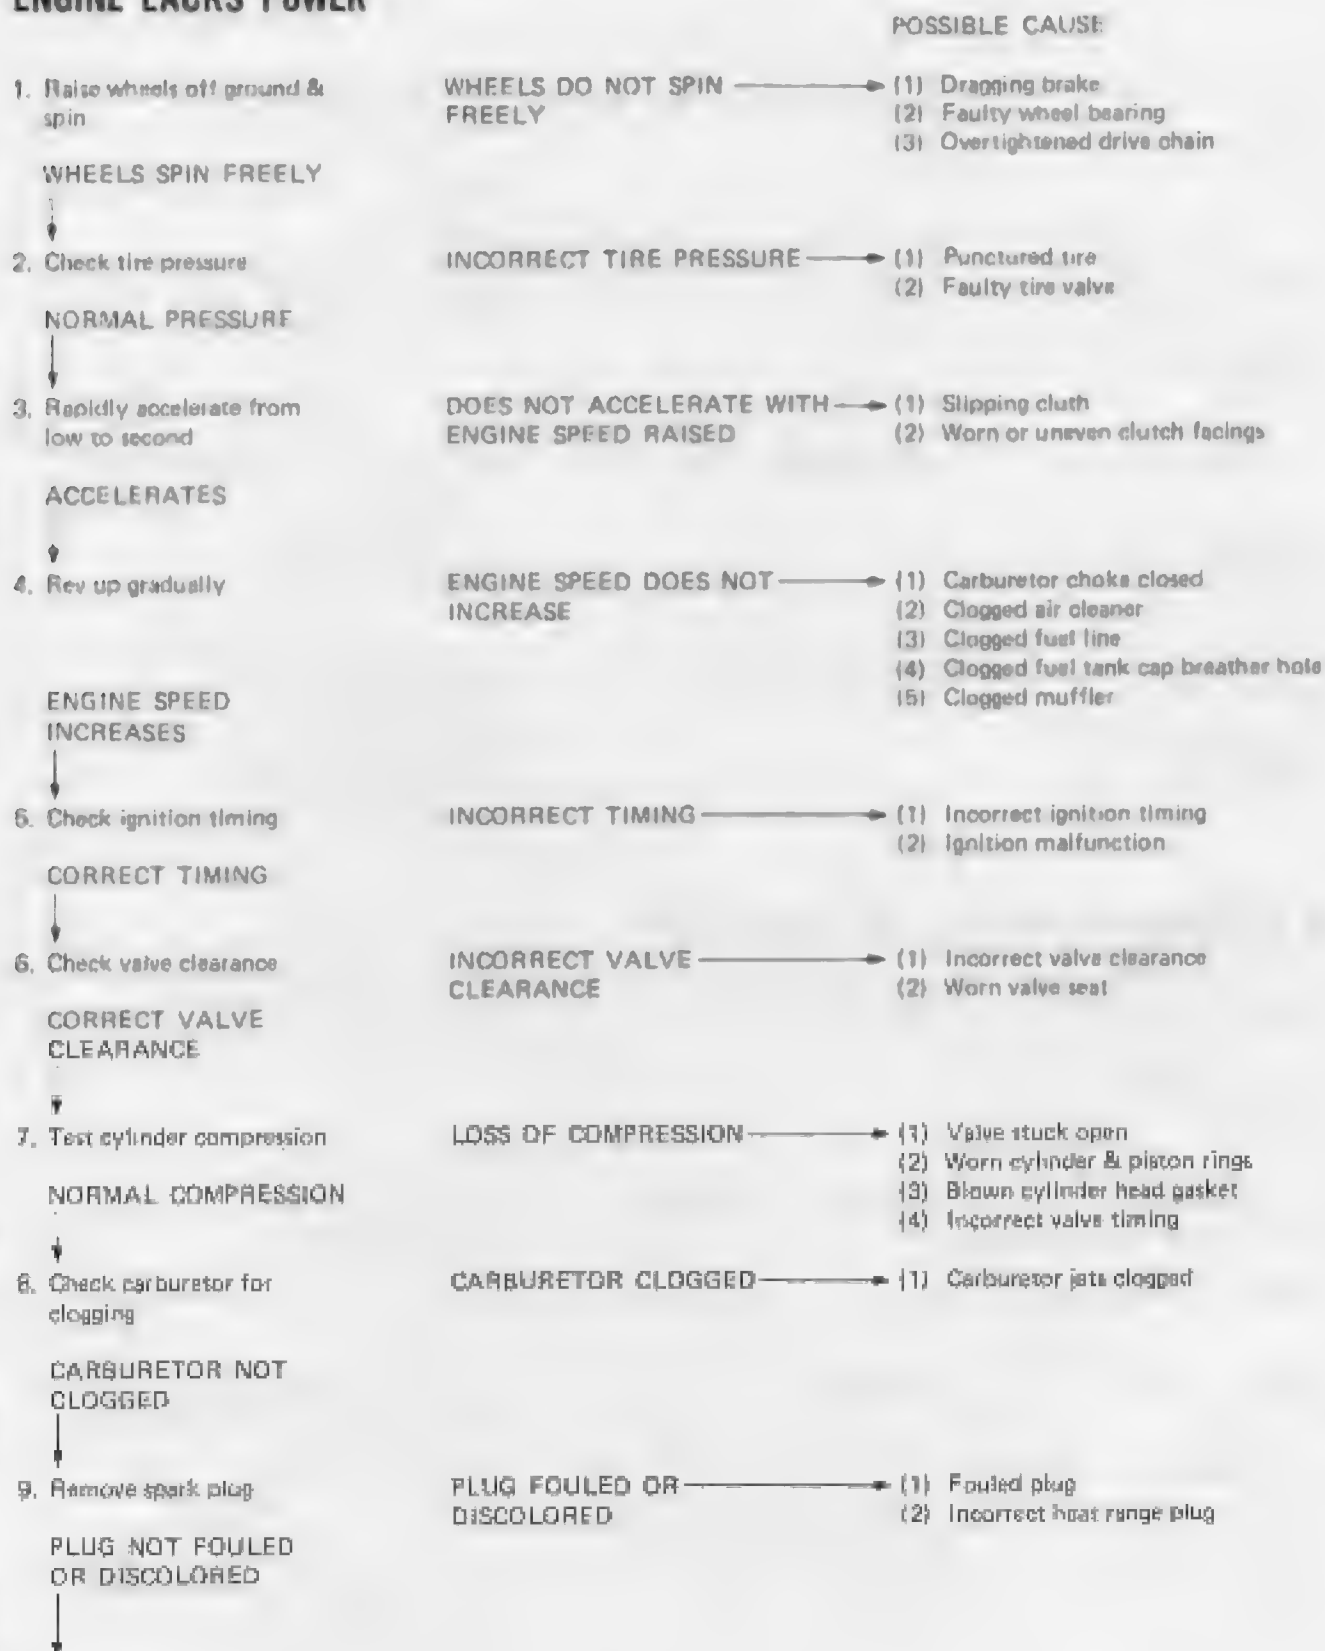 ENGINE LACKS POWER
POSSIBLE CAUSE
1. Raise wheels off ground &
spin
WHEELS DO NOT SPIN
FREELY
(1) Dragging brake
(2) Faulty wheel bearing
(3) Overtightened drive chain
WHEELS SPIN FREELY
2. Check tire pressure
INCORRECT TIRE PRESSURE
(1) Punctured tire
(2) Faulty tire valve
NORMAL PRESSURE
3. Rapidly accelerate from
low to second
DOES NOT ACCELERATE WITH
ENGINE SPEED RAISED
(1) Slipping cluth
(2) Worn or uneven clutch facings
ACCELERATES
4. Rev up gradually
ENGINE SPEED DOES NOT
INCREASE
(1) Carburetor choke closed
(2) Clogged air cleaner
(3) Clogged fuel line
(4) Clogged fuel tank cap breather hole
(5) Clogged muffler
ENGINE SPEED
INCREASES
5. Check ignition timing
INCORRECT TIMING
(1) Incorrect ignition timing
(2) Ignition malfunction
CORRECT TIMING
6. Check valve clearance
INCORRECT VALVE
CLEARANCE
(1) Incorrect valve clearance
(2) Worn valve seat
CORRECT VALVE
CLEARANCE
7. Test cylinder compression
LOSS OF COMPRESSION
(1) Valve stuck open
(2) Worn cylinder & piston rings
(3) Blown cylinder head gasket
(4) Incorrect valve timing
NORMAL COMPRESSION
8. Check carburetor for
clogging
CARBURETOR CLOGGED
(1) Carburetor jets clogged
CARBURETOR NOT
CLOGGED
9. Remove spark plug
PLUG FOULED OR
DISCOLORED
(1) Fouled plug
(2) Incorrect heat range plug
PLUG NOT FOULED
OR DISCOLORED